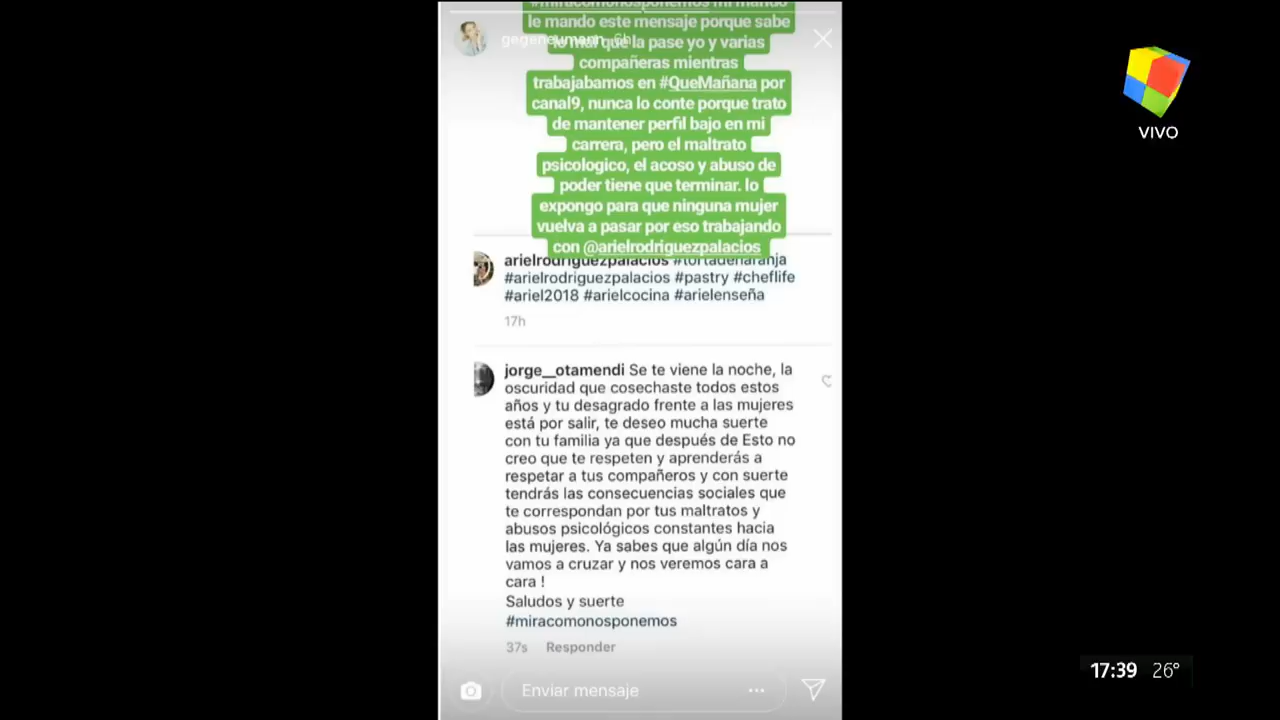 #miracomonosponemos mi marido
le mando este mensaje porque sabe
gegeneumann 6h
lo mal que la pase yo y varias
compañeras mientras
trabajabamos en #QueMañana por
canal9, nunca lo conte porque trato
de mantener perfil bajo en mi
carrera, pero el maltrato
psicologico, el acoso y abuso de
poder tiene que terminar. lo
expongo para que ninguna mujer
vuelva a pasar por eso trabajando
con @arielrodriguezpalacios
arielrodriguezpalacios #tortadenaranja
#arielrodriguezpalacios #pastry #cheflife
#ariel2018 #arielcocina #arielenseña
17h
jorge__otamendi Se te viene la noche, la
oscuridad que cosechaste todos estos
años y tu desagrado frente a las mujeres
está por salir, te deseo mucha suerte
con tu familia ya que después de Esto no
creo que te respeten y aprenderás a
respetar a tus compañeros y con suerte
tendrás las consecuencias sociales que
te correspondan por tus maltratos y
abusos psicológicos constantes hacia
las mujeres. Ya sabes que algún día nos
vamos a cruzar y nos veremos cara a
cara !
Saludos y suerte
#miracomonosponemos
37s Responder
Enviar mensaje
VIVO
17:39 26°